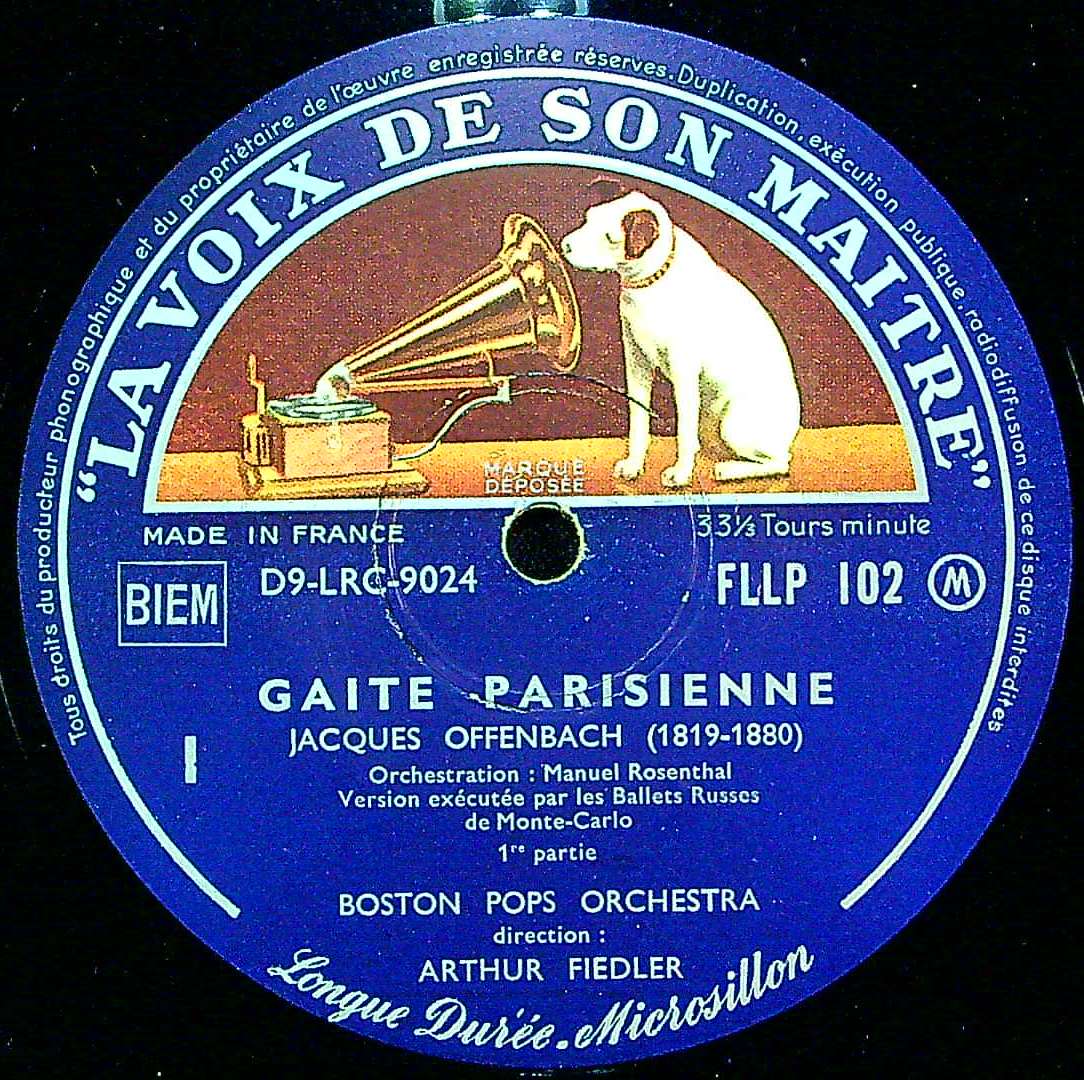 Tous droits du producteur phonographique et du propriétaire de l'œuvre enregistrée réservés. Duplication, exécution publique, radiodiffusion de ce disque interdites
“LA VOIX DE SON MAITRE”
MARQUE
DÉPOSÉE
MADE IN FRANCE
33⅓ Tours minute
BIEM
D9-LRC-9024
FLLP 102 M
GAITE PARISIENNE
JACQUES OFFENBACH (1819-1880)
I
Orchestration : Manuel Rosenthal
Version exécutée par les Ballets Russes
de Monte-Carlo
1re partie
BOSTON POPS ORCHESTRA
direction :
ARTHUR FIEDLER
Longue Durée. Microsillon